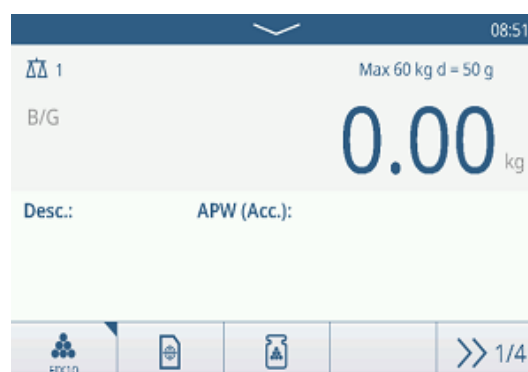 08:51
1
Max 60 kg d = 50 g
B/G
0.00 kg
Desc.: APW (Acc.):
1/4